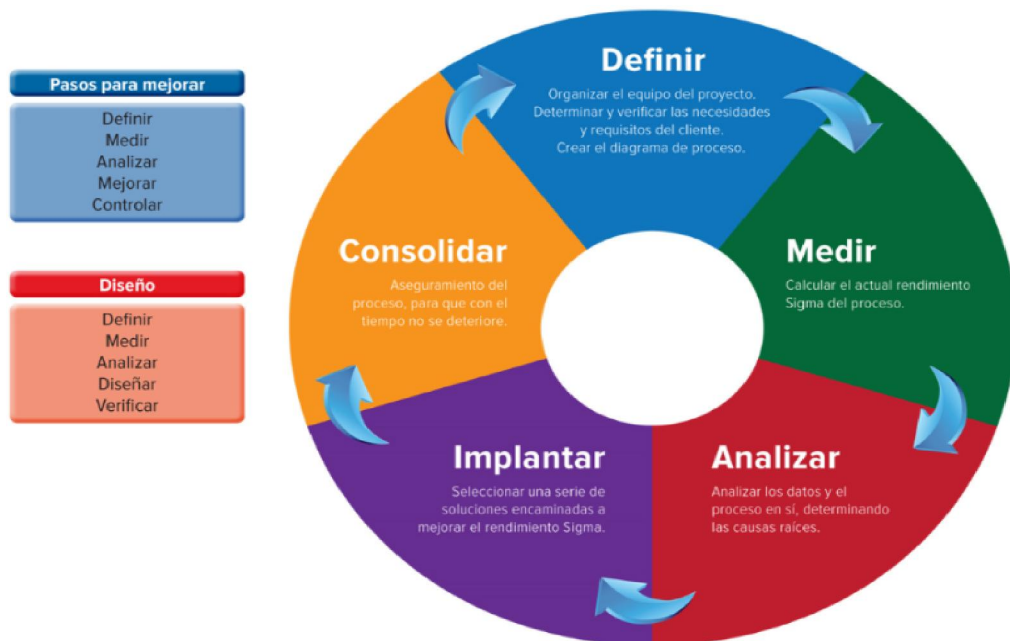 Pasos para mejorar
Definir
Medir
Analizar
Mejorar
Controlar
Diseño
Definir
Medir
Analizar
Diseñar
Verificar
Definir
Organizar el equipo del proyecto.
Determinar y verificar las necesidades
y requisitos del cliente.
Crear el diagrama de proceso.
Medir
Calcular el actual rendimiento
Sigma del proceso.
Analizar
Analizar los datos y el
proceso en sí, determinando
las causas raíces.
Implantar
Seleccionar una serie de
soluciones encaminadas a
mejorar el rendimiento Sigma.
Consolidar
Aseguramiento del
proceso, para que con el
tiempo no se deteriore.